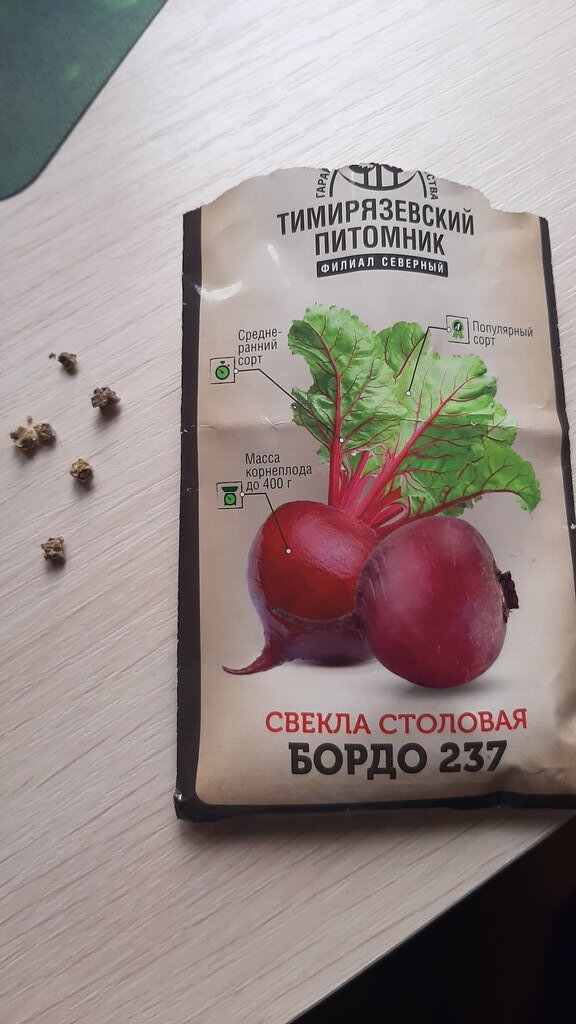 ТИМИРЯЗЕВСКИЙ
ПИТОМНИК
ФИЛИАЛ СЕВЕРНЫЙ
Средне-
ранний
сорт
Популярный
сорт
Масса
корнеплода
до 400 г
СВЕКЛА СТОЛОВАЯ
БОРДО 237